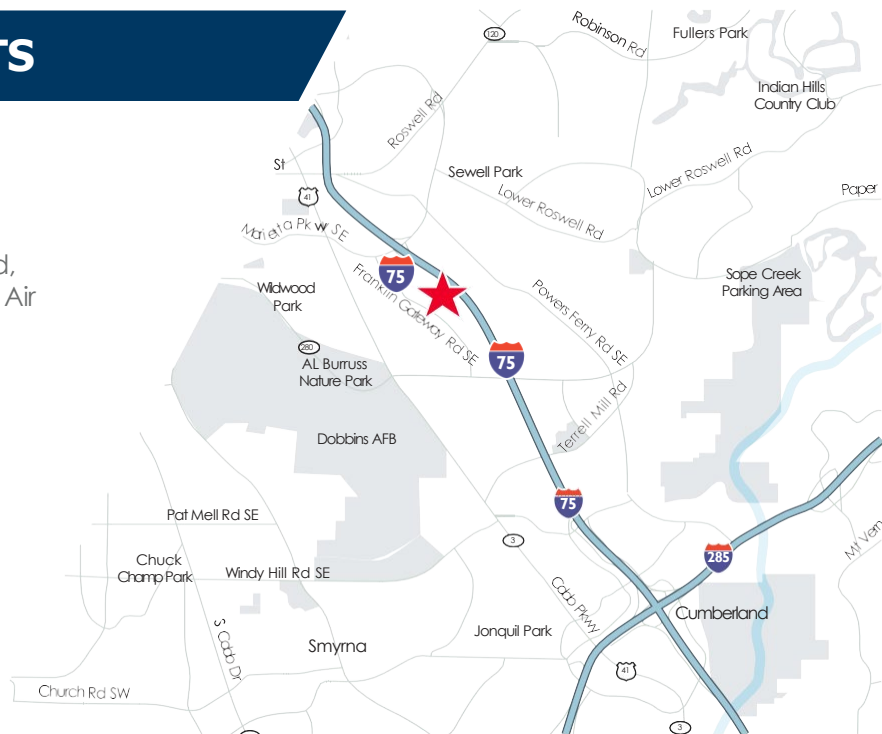 TS
d,
Air
120
Robinson Rd
Fullers Park
Indian Hills
Country Club
Roswell Rd
St
Sewell Park
Lower Roswell Rd
Lower Roswell Rd
Paper
41
Marietta Pkwy SE
75
Franklin Gateway Rd SE
Wildwood
Park
Sope Creek
Parking Area
Powers Ferry Rd SE
280
AL Burruss
Nature Park
75
Terrell Mill Rd
Dobbins AFB
75
Pat Mell Rd SE
3
285
Mt Vern
Chuck
Champ Park
Windy Hill Rd SE
Cobb Pkwy
Cumberland
S Cobb Dr
Smyrna
Jonquil Park
41
Church Rd SW
3